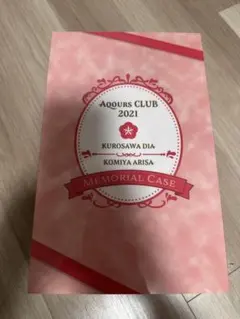 Aqours CLUB
2021
KUROSAWA DIA
KOMIYA ARISA
MEMORIAL CASE